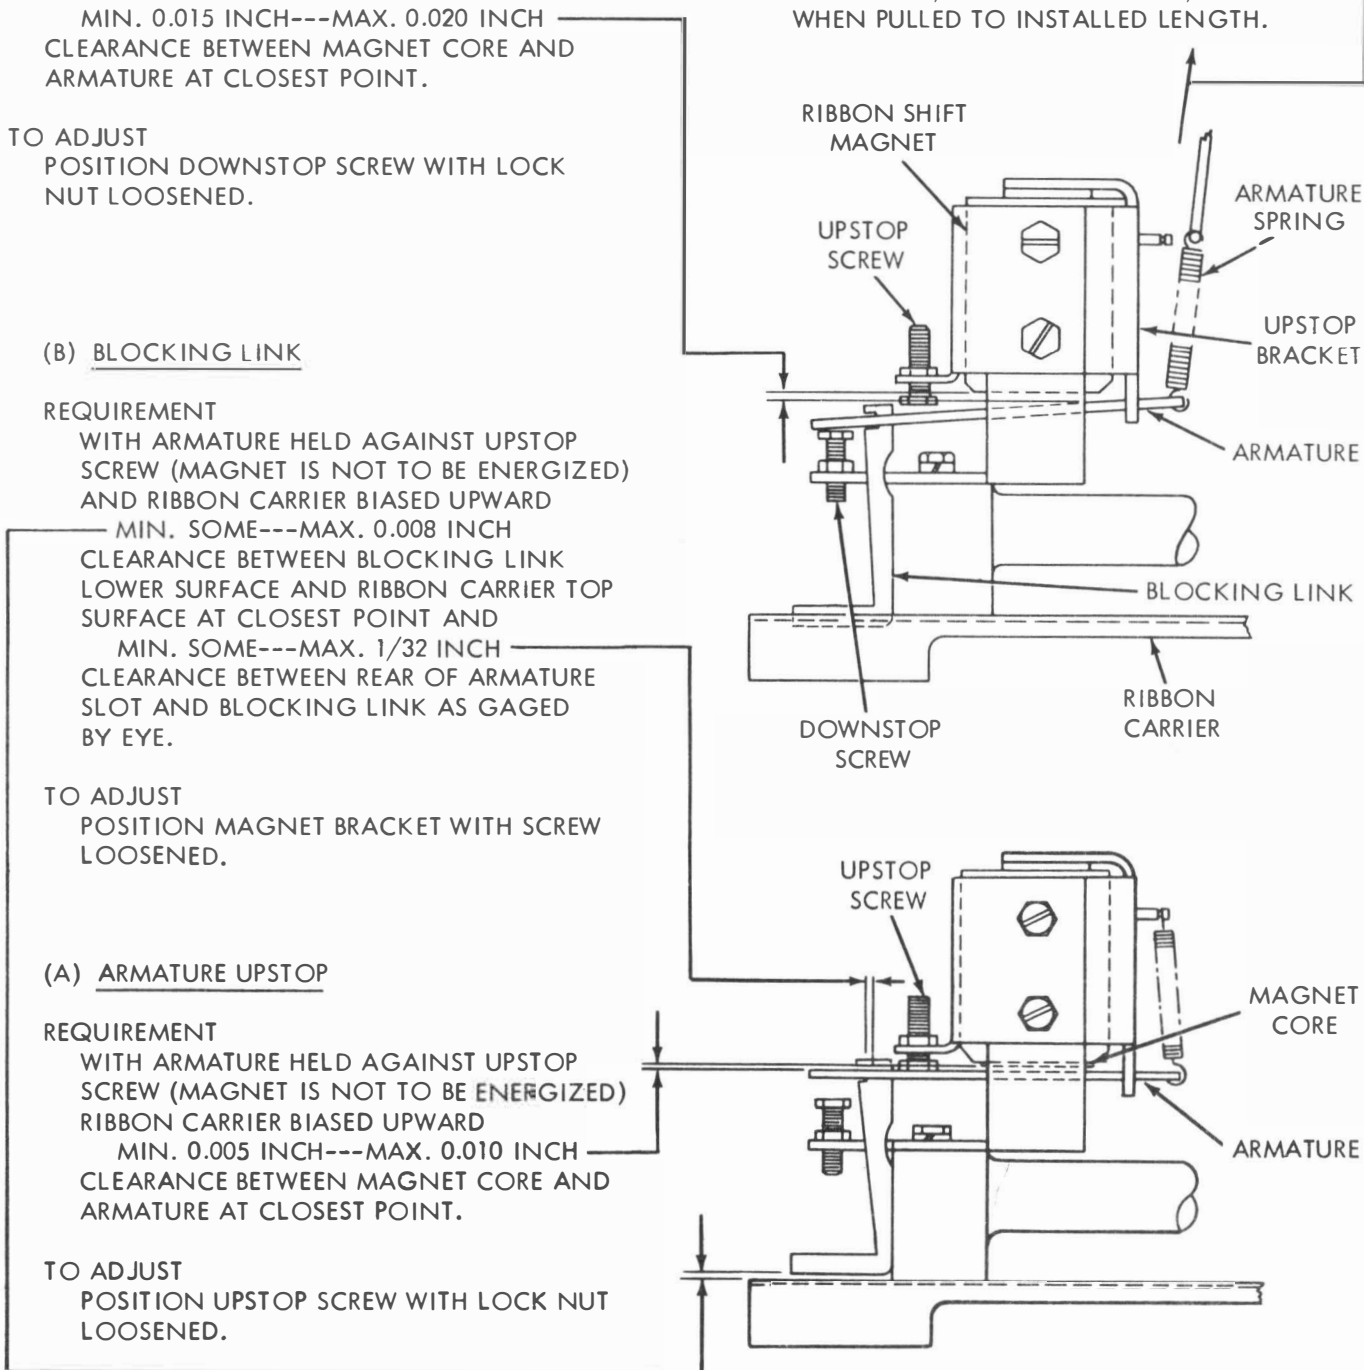 MIN. 0.015 INCH---MAX. 0.020 INCH
CLEARANCE BETWEEN MAGNET CORE AND
ARMATURE AT CLOSEST POINT.
TO ADJUST
POSITION DOWNSTOP SCREW WITH LOCK
NUT LOOSENED.
(B) BLOCKING LINK
REQUIREMENT
WITH ARMATURE HELD AGAINST UPSTOP
SCREW (MAGNET IS NOT TO BE ENERGIZED)
AND RIBBON CARRIER BIASED UPWARD
MIN. SOME---MAX. 0.008 INCH
CLEARANCE BETWEEN BLOCKING LINK
LOWER SURFACE AND RIBBON CARRIER TOP
SURFACE AT CLOSEST POINT AND
MIN. SOME---MAX. 1/32 INCH
CLEARANCE BETWEEN REAR OF ARMATURE
SLOT AND BLOCKING LINK AS GAGED
BY EYE.
TO ADJUST
POSITION MAGNET BRACKET WITH SCREW
LOOSENED.
(A) ARMATURE UPSTOP
REQUIREMENT
WITH ARMATURE HELD AGAINST UPSTOP
SCREW (MAGNET IS NOT TO BE ENERGIZED)
RIBBON CARRIER BIASED UPWARD
MIN. 0.005 INCH---MAX. 0.010 INCH
CLEARANCE BETWEEN MAGNET CORE AND
ARMATURE AT CLOSEST POINT.
TO ADJUST
POSITION UPSTOP SCREW WITH LOCK NUT
LOOSENED.
WHEN PULLED TO INSTALLED LENGTH.
RIBBON SHIFT
MAGNET
UPSTOP
SCREW
ARMATURE
SPRING
UPSTOP
BRACKET
ARMATURE
BLOCKING LINK
RIBBON
CARRIER
DOWNSTOP
SCREW
UPSTOP
SCREW
MAGNET
CORE
ARMATURE